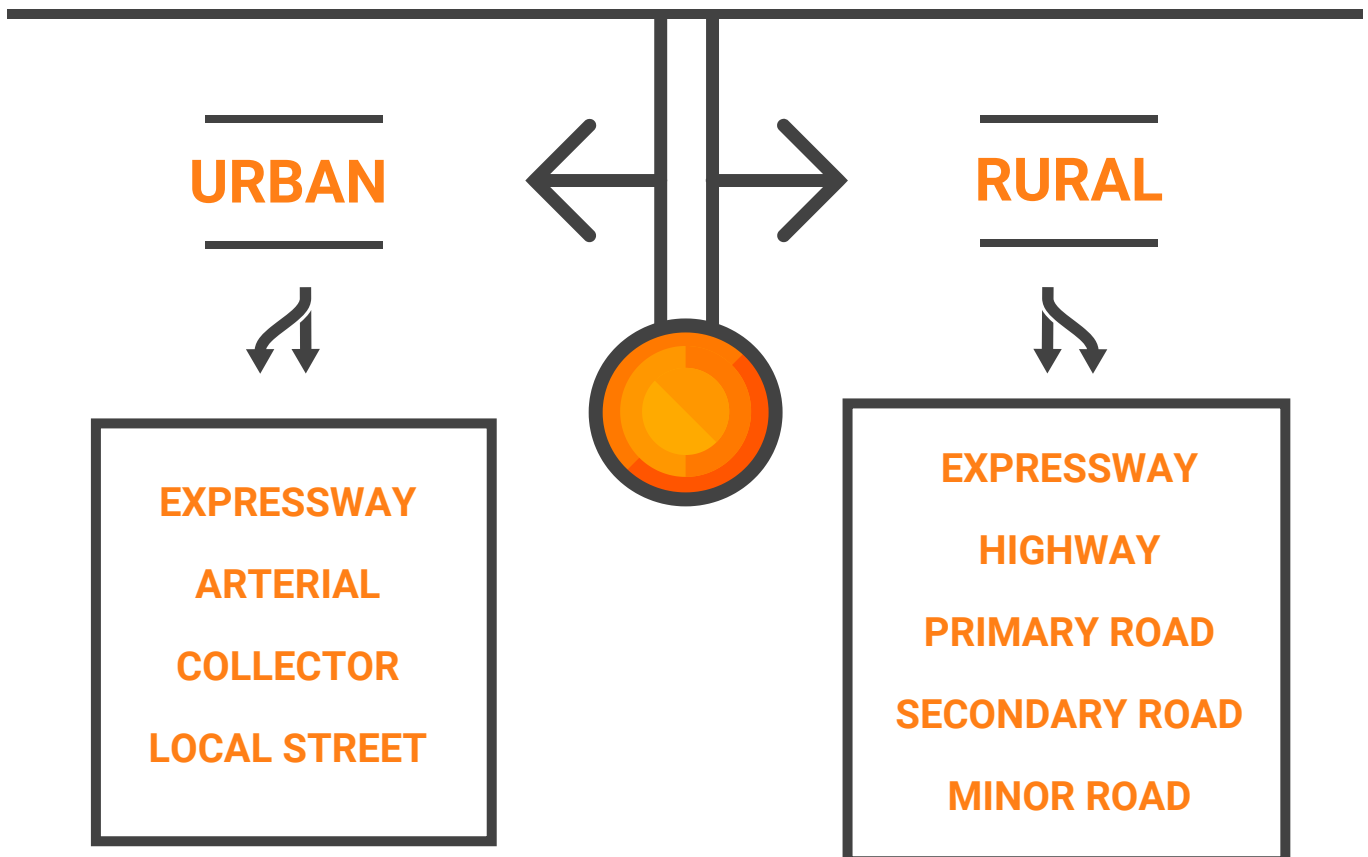 URBAN
EXPRESSWAY
ARTERIAL
COLLECTOR
LOCAL STREET
RURAL
EXPRESSWAY
HIGHWAY
PRIMARY ROAD
SECONDARY ROAD
MINOR ROAD